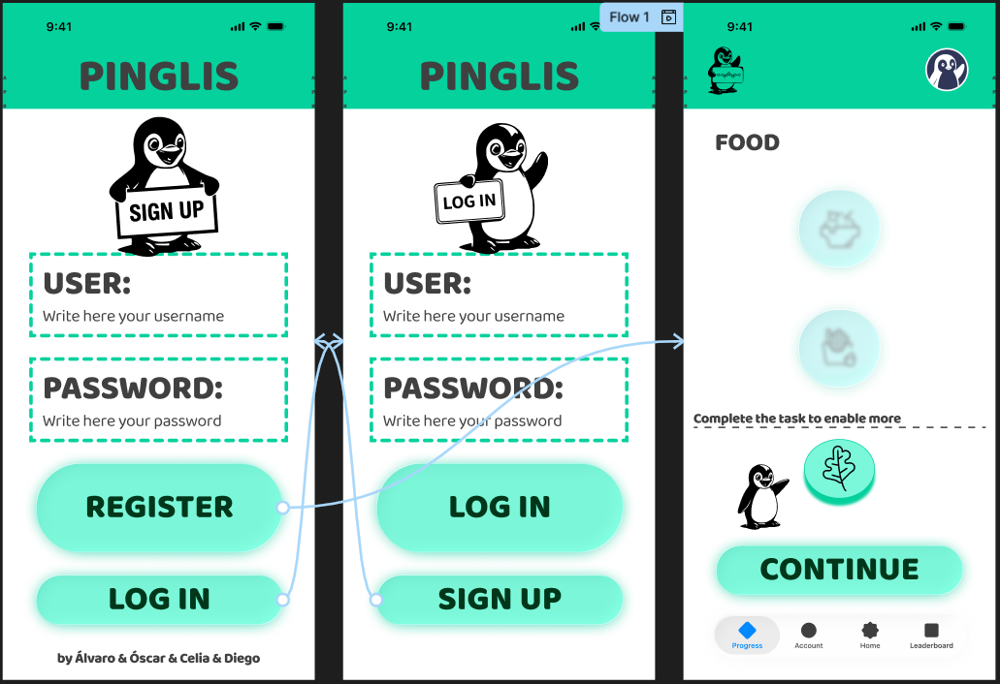 9:41
PINGLIS
SIGN UP
USER:
Write here your username
PASSWORD:
Write here your password
REGISTER
LOG IN
by Álvaro & Óscar & Celia & Diego
9:41
PINGLIS
LOG IN
USER:
Write here your username
PASSWORD:
Write here your password
LOG IN
SIGN UP
Flow 1
9:41
FOOD
Complete the task to enable more
CONTINUE
Progress
Account
Home
Leaderboard